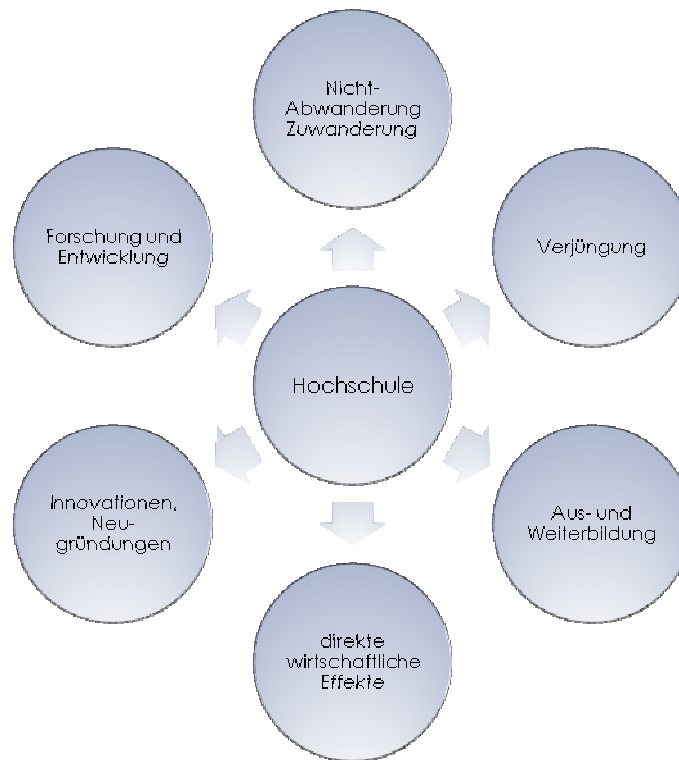 Nicht-
Abwanderung
Zuwanderung
Verjüngung
Aus- und
Weiterbildung
direkte
wirtschaftliche
Effekte
Innovationen,
Neu-
gründungen
Forschung und
Entwicklung
Hochschule